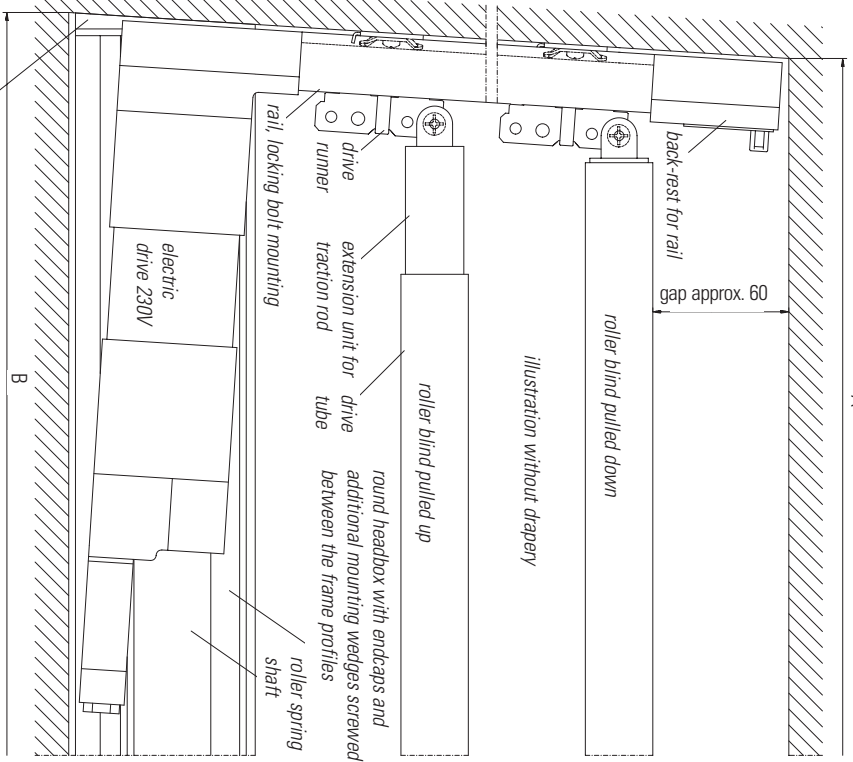 back-rest for rail
gap approx. 60
roller blind pulled down
illustration without drapery
roller blind pulled up
drive
runner
extension unit for
traction rod
drive
tube
rail, locking bolt mounting
round headbox with endcaps and
additional mounting wedges screwed
between the frame profiles
roller spring
shaft
electric
drive 230V
B